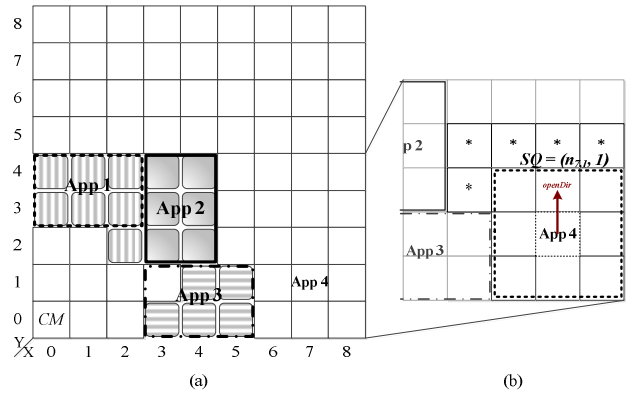 8
7
6
5
4
3
2
1
0
App 1
App 2
App 3
App 4
CM
Y
X 0 1 2 3 4 5 6 7 8
(a)
p 2
* * * *
SQ = (n7,1, 1)
*
openDir
App 4
App 3
(b)